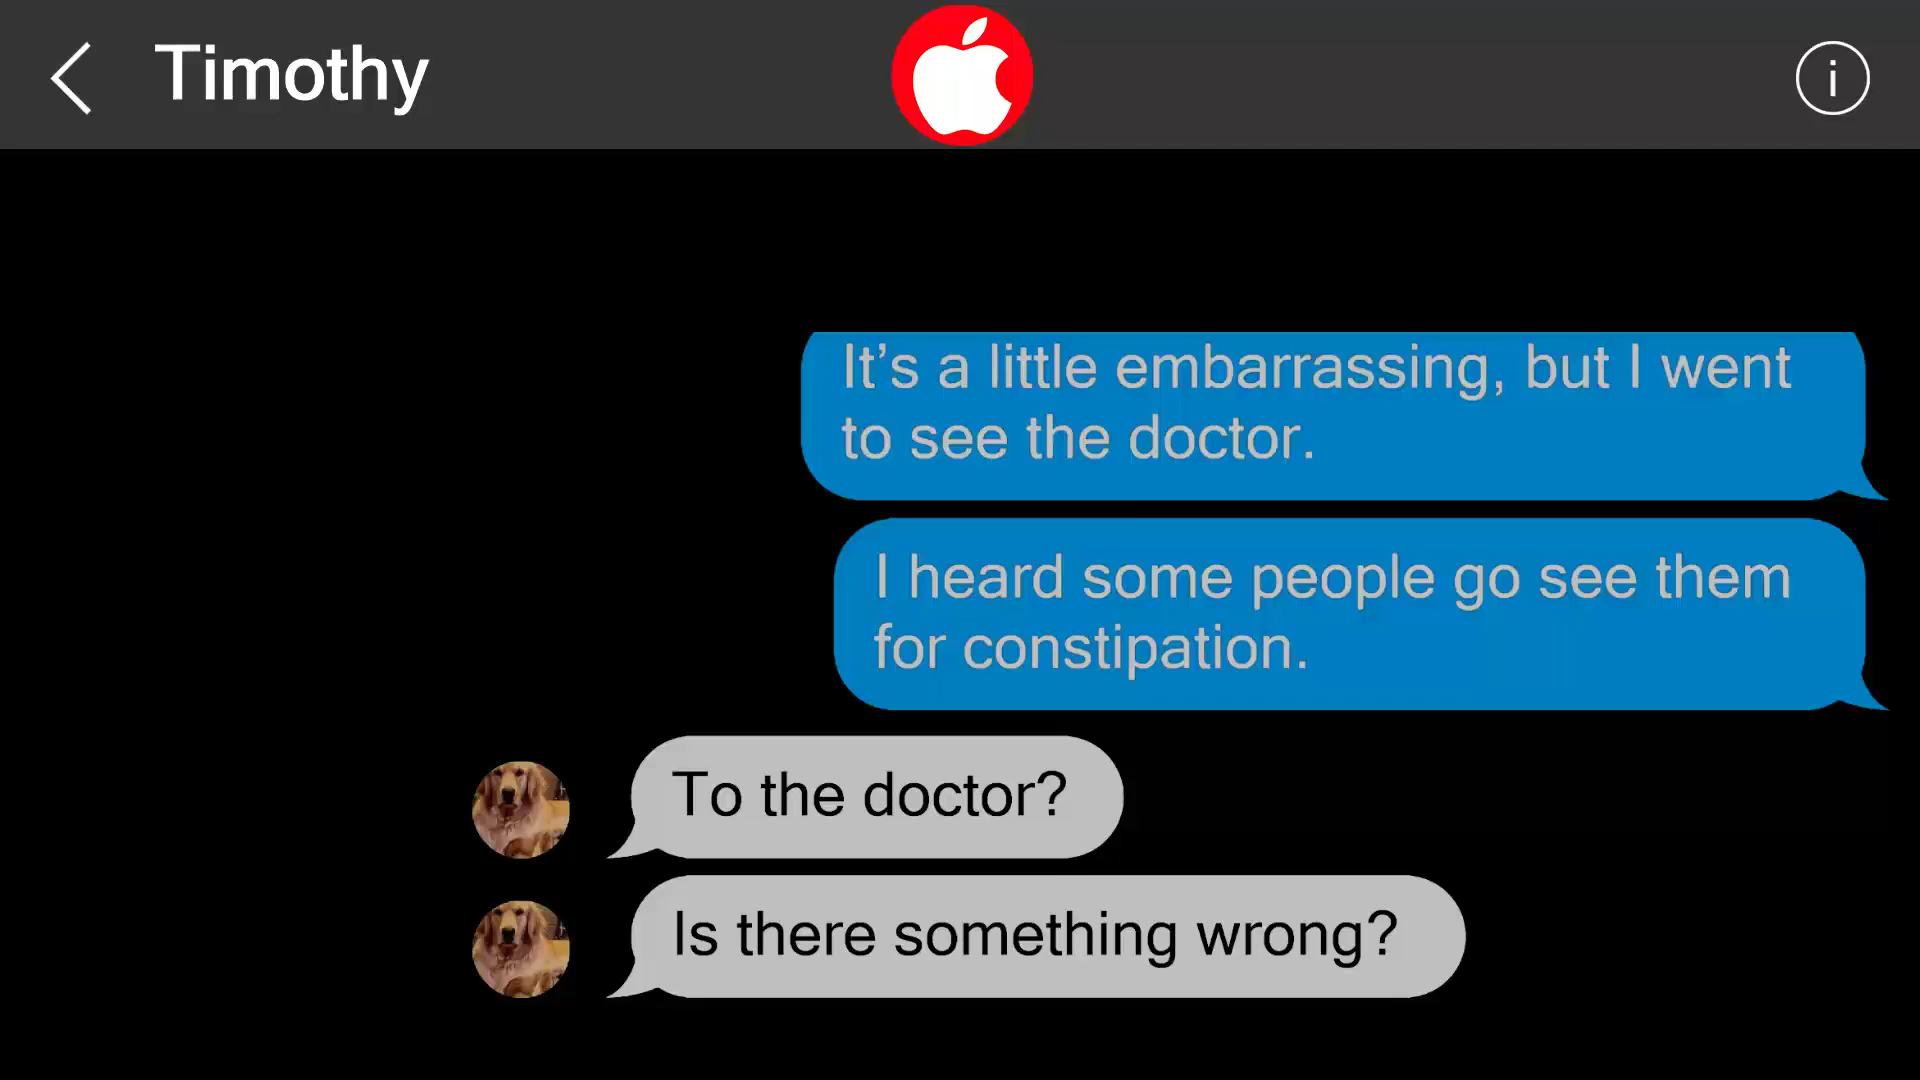 Timothy
i
It’s a little embarrassing, but I went
to see the doctor.
I heard some people go see them
for constipation.
To the doctor?
Is there something wrong?